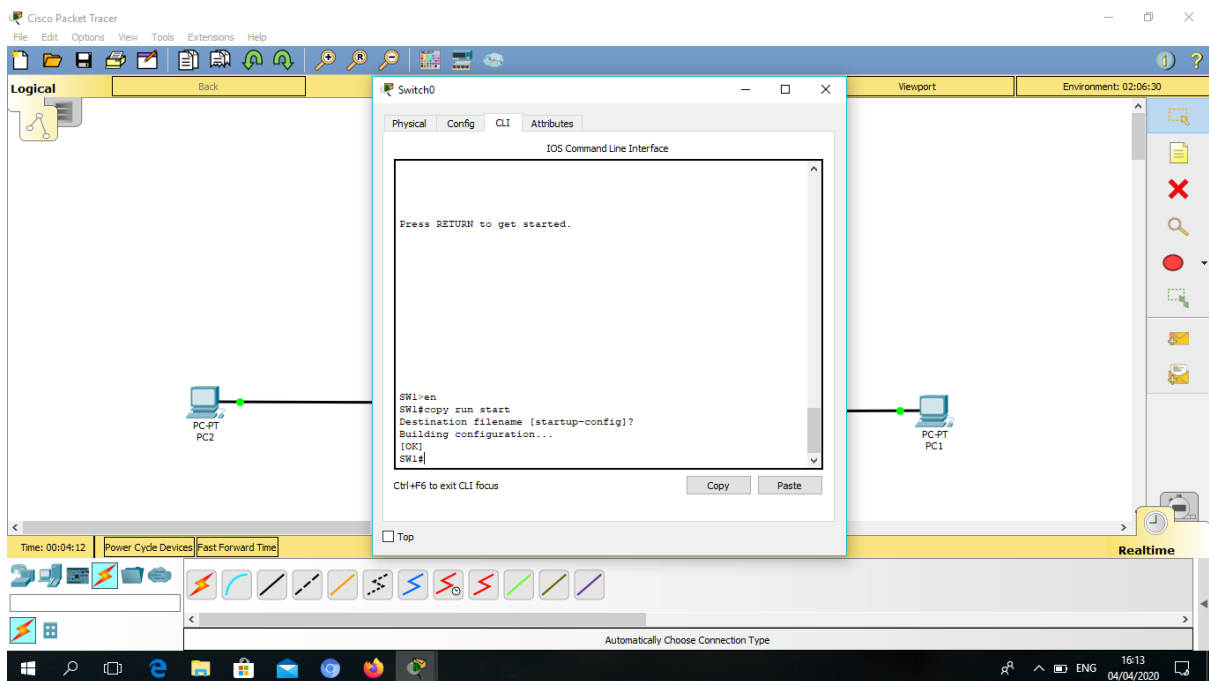 Cisco Packet Tracer
File Edit Options View Tools Extensions Help
Logical
Back
Viewport
Environment: 02:06:30
Switch0
Physical Config CLI Attributes
IOS Command Line Interface
Press RETURN to get started.
SW1>en
SW1#copy run start
Destination filename [startup-config]?
Building configuration...
[OK]
SW1#
Ctrl+F6 to exit CLI focus
Copy
Paste
Top
PC-PT
PC2
PC-PT
PC1
Time: 00:04:12
Power Cycle Devices
Fast Forward Time
Realtime
Automatically Choose Connection Type
ENG
16:13
04/04/2020